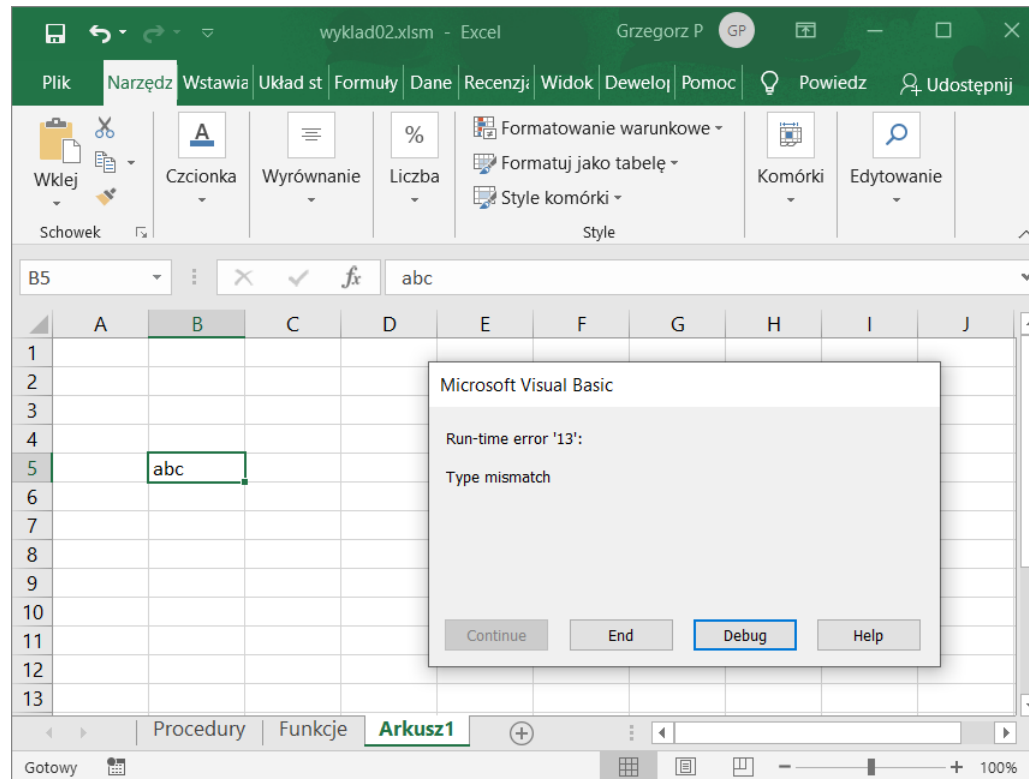 wyklad02.xlsm - Excel
Grzegorz P
GP
Plik Narzędz Wstawia Układ st Formuły Dane Recenzja Widok Deweloj Pomoc Powiedz Udostępnij
Wklej
Schowek
A
Czcionka
Wyrównanie
%
Liczba
Formatowanie warunkowe
Formatuj jako tabelę
Style komórki
Style
Komórki
Edytowanie
B5
fx
abc
A B C D E F G H I J
1
2
3
4
5 abc
6
7
8
9
10
11
12
13
Microsoft Visual Basic
Run-time error '13':
Type mismatch
Continue End Debug Help
Procedury Funkcje Arkusz1
Gotowy
100%